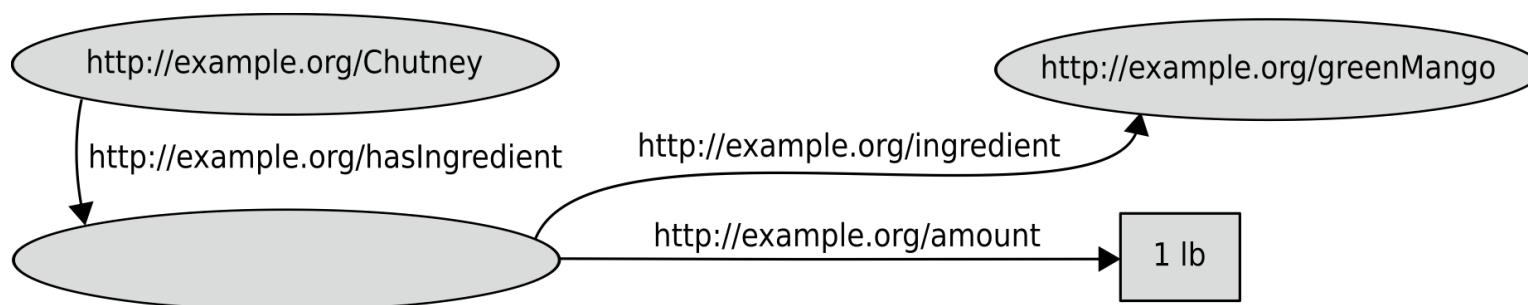 http://example.org/Chutney
http://example.org/greenMango
http://example.org/hasIngredient
http://example.org/ingredient
http://example.org/amount
1 lb